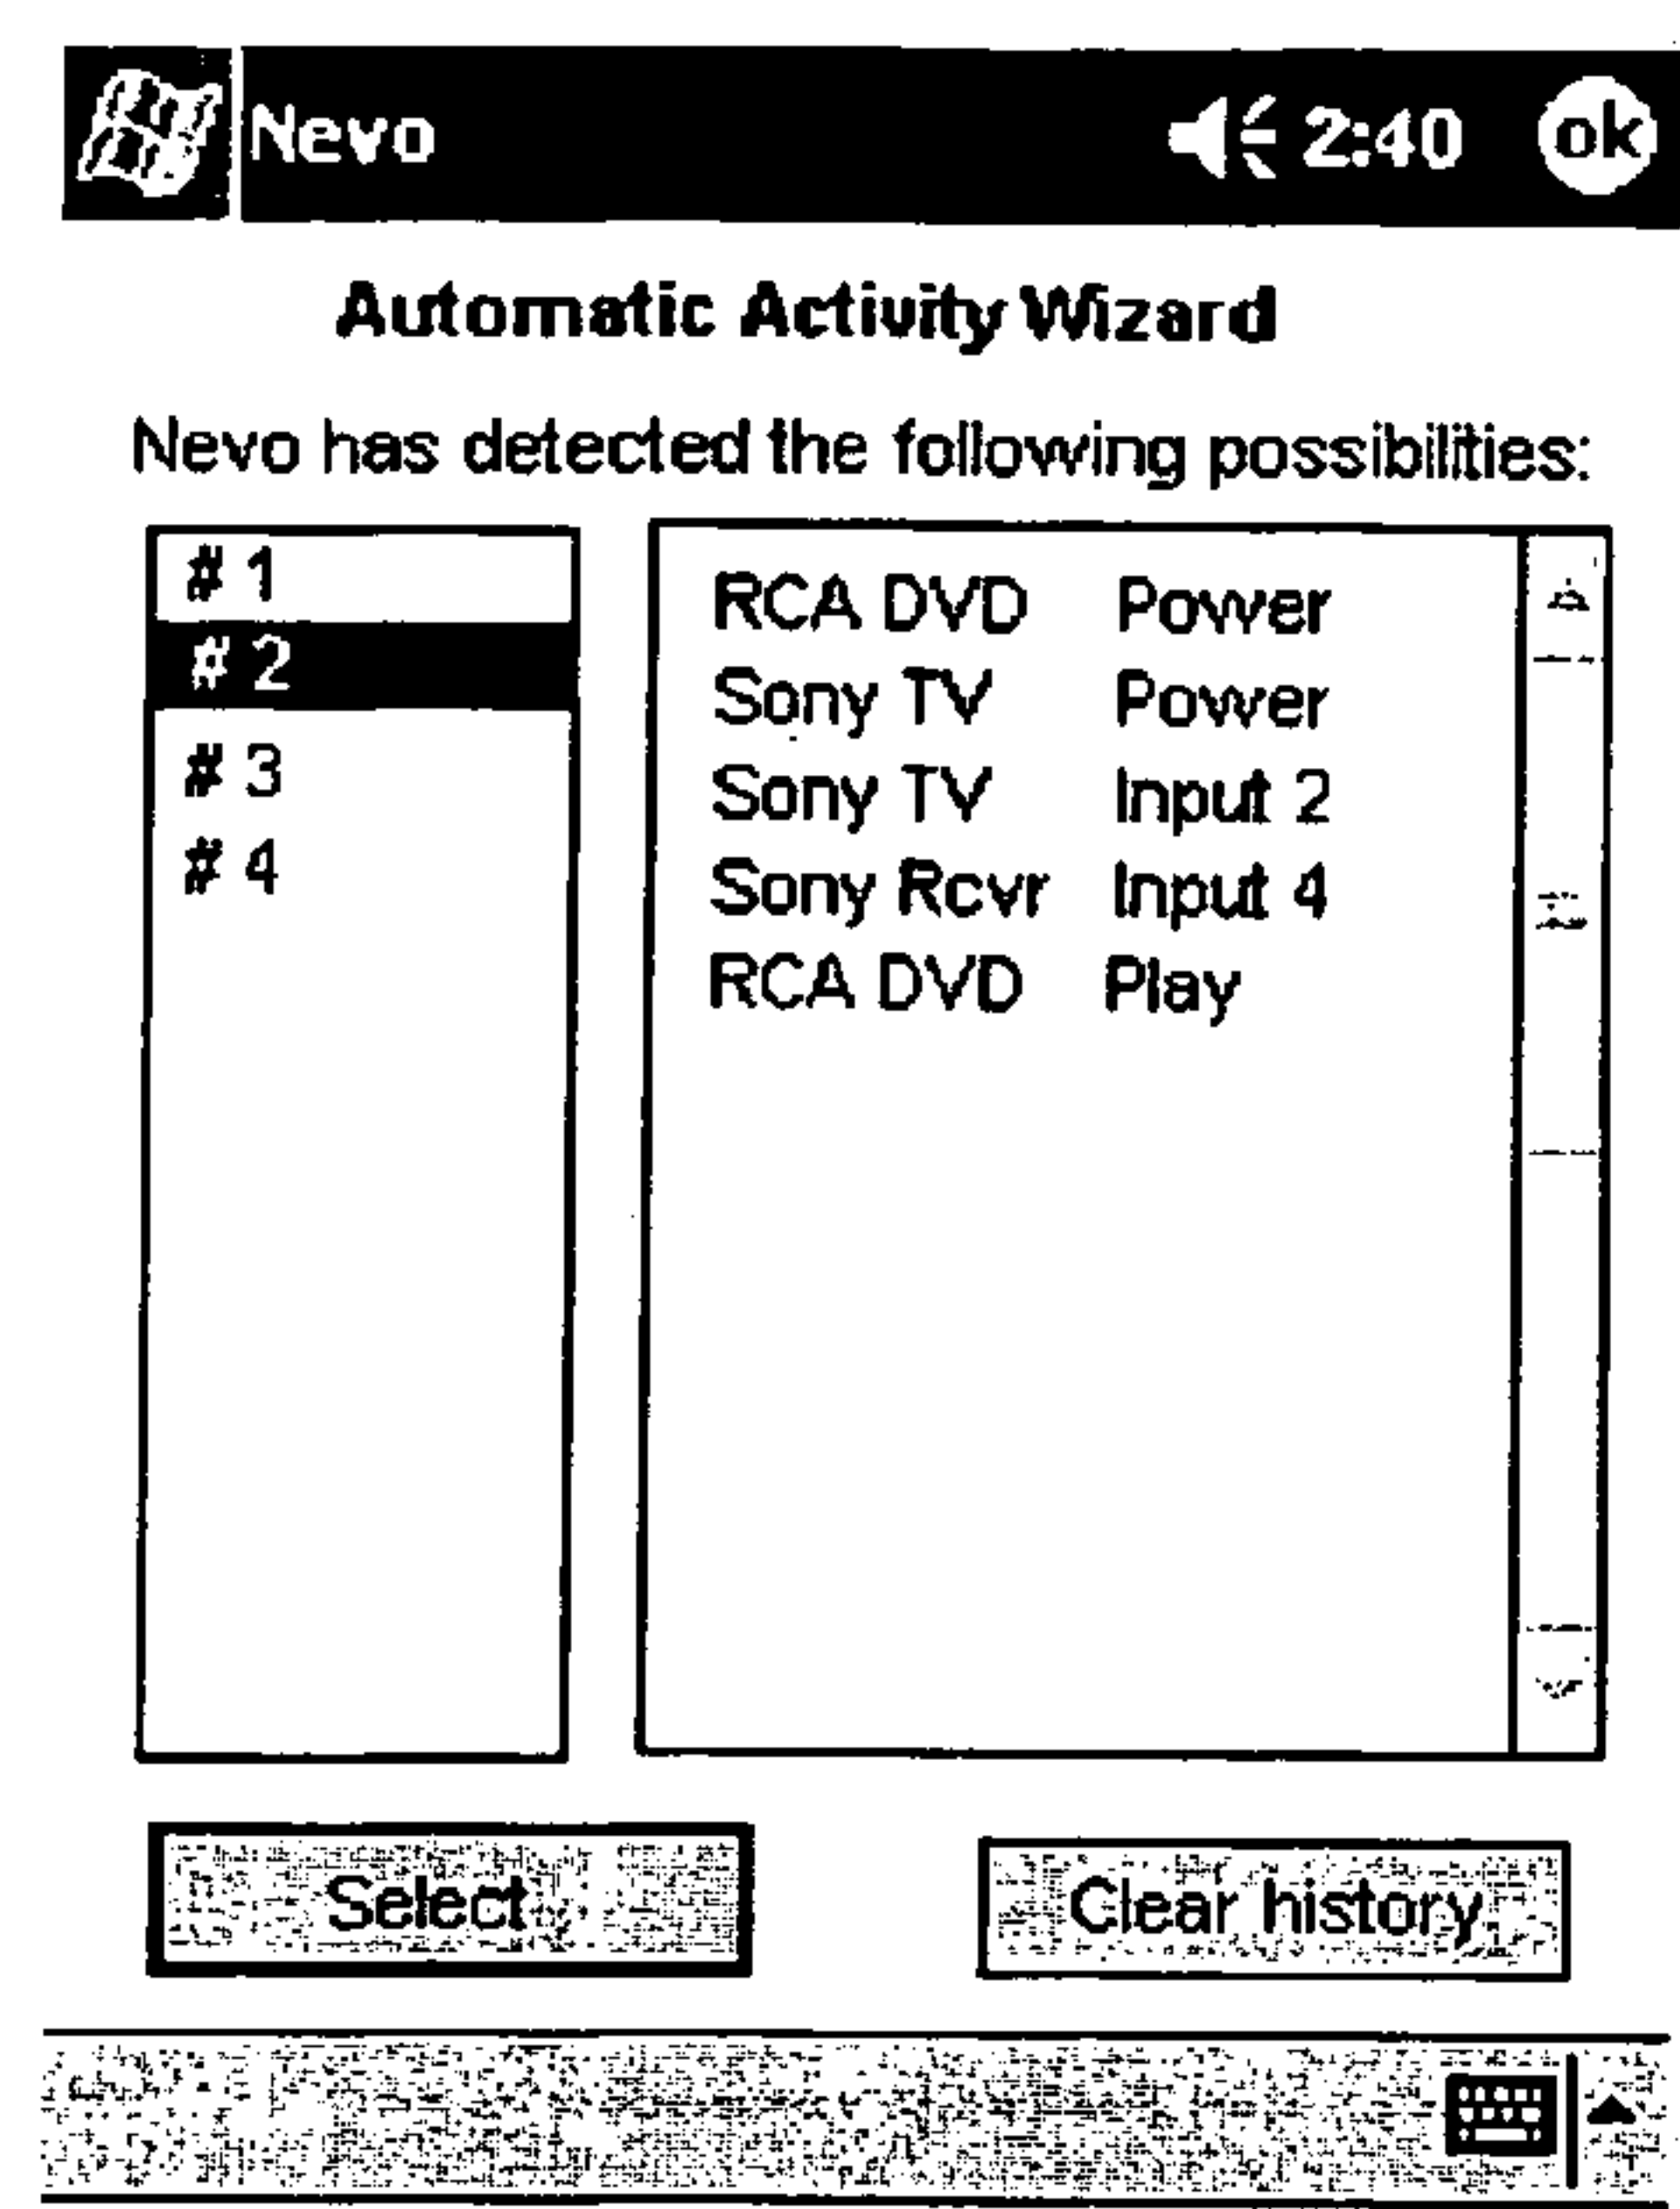 Nevo 2:40 ok
Automatic Activity Wizard
Nevo has detected the following possibilities:
# 1
# 2
# 3
# 4
RCA DVD Power
Sony TV Power
Sony TV Input 2
Sony Rcvr Input 4
RCA DVD Play
Select
Clear history